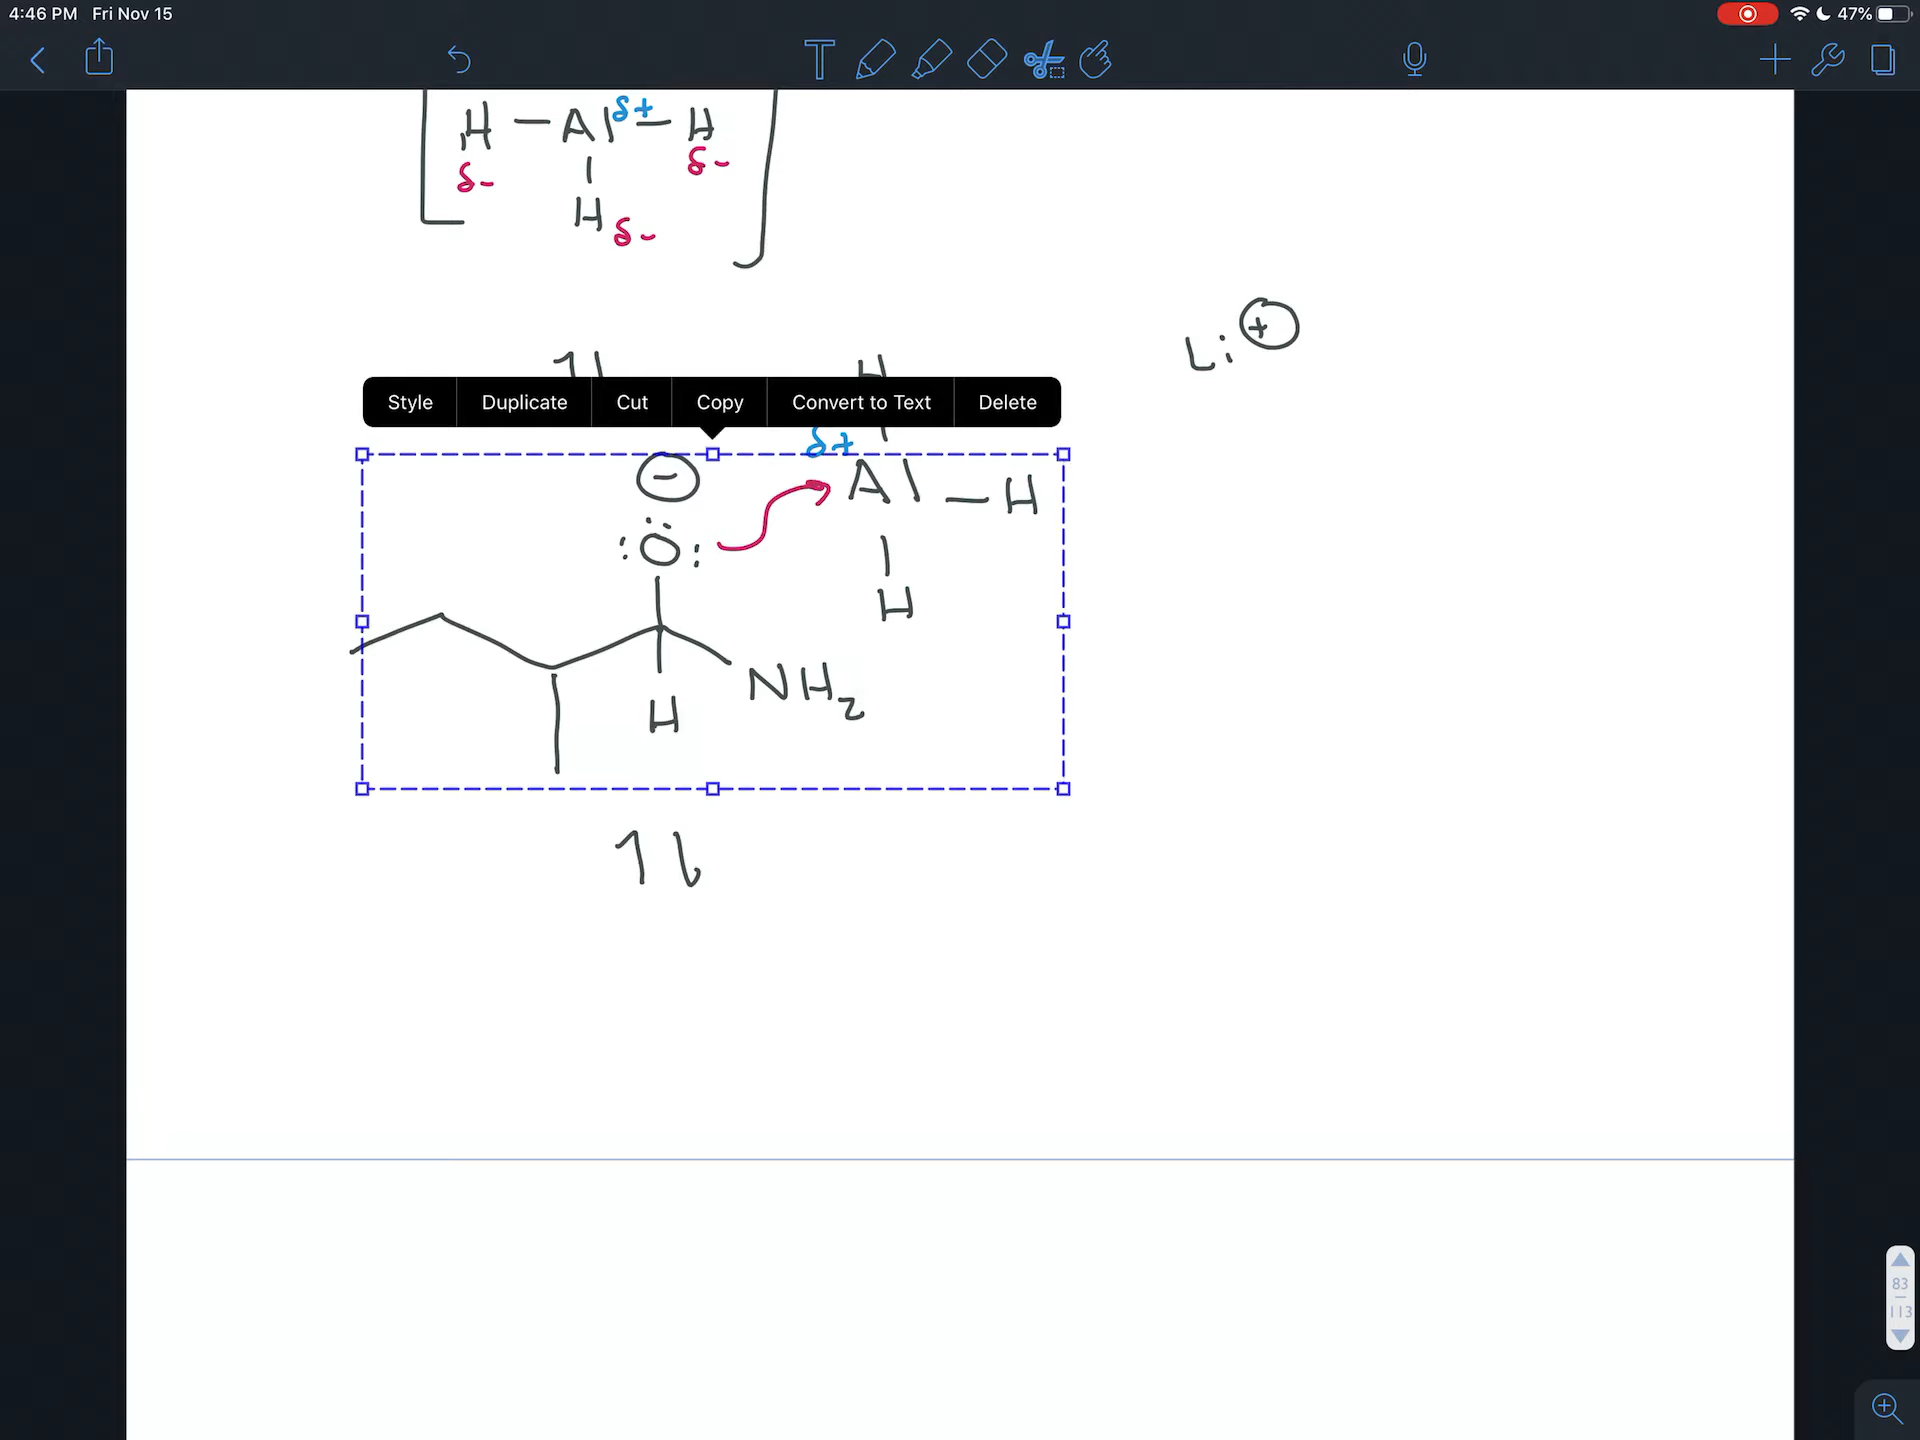 4:46 PM Fri Nov 15
47%
T
H - Al δ+ - H
δ- δ-
H δ-
Li +
H
Style Duplicate Cut Copy Convert to Text Delete
δ+
-
Al - H
:Ö:
H
NH2
H
83
113